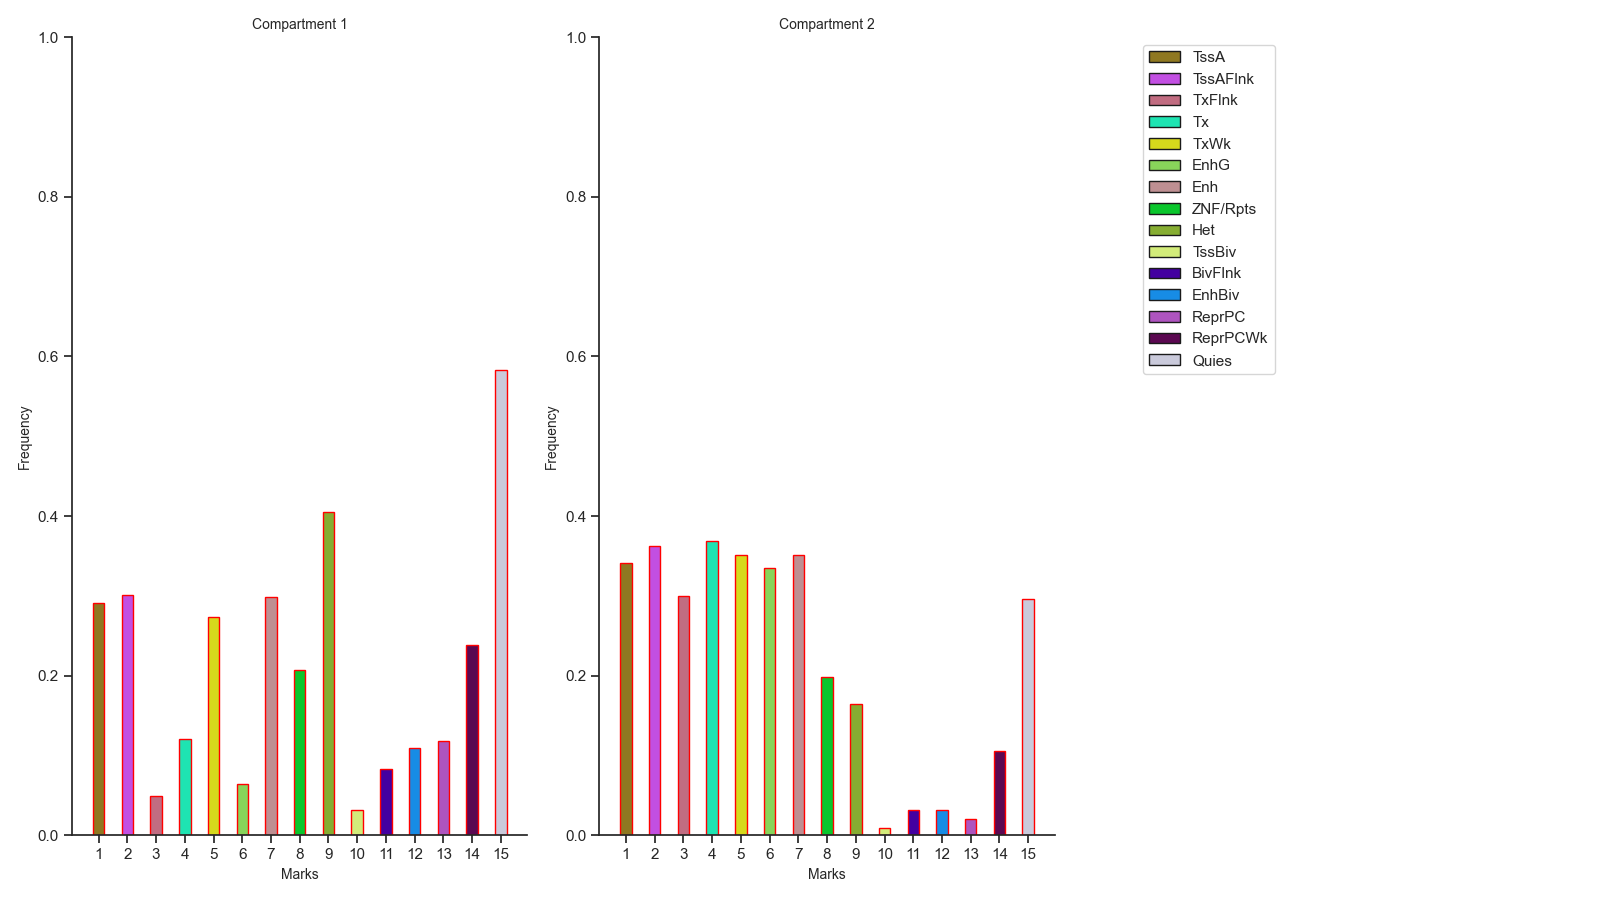 Compartment 1
1.0
0.8
0.6
0.4
0.2
0.0
Frequency
1 2 3 4 5 6 7 8 9 10 11 12 13 14 15
Marks
Compartment 2
1.0
0.8
0.6
0.4
0.2
0.0
Frequency
1 2 3 4 5 6 7 8 9 10 11 12 13 14 15
Marks
TssA
TssAFlnk
TxFlnk
Tx
TxWk
EnhG
Enh
ZNF/Rpts
Het
TssBiv
BivFlnk
EnhBiv
ReprPC
ReprPCWk
Quies